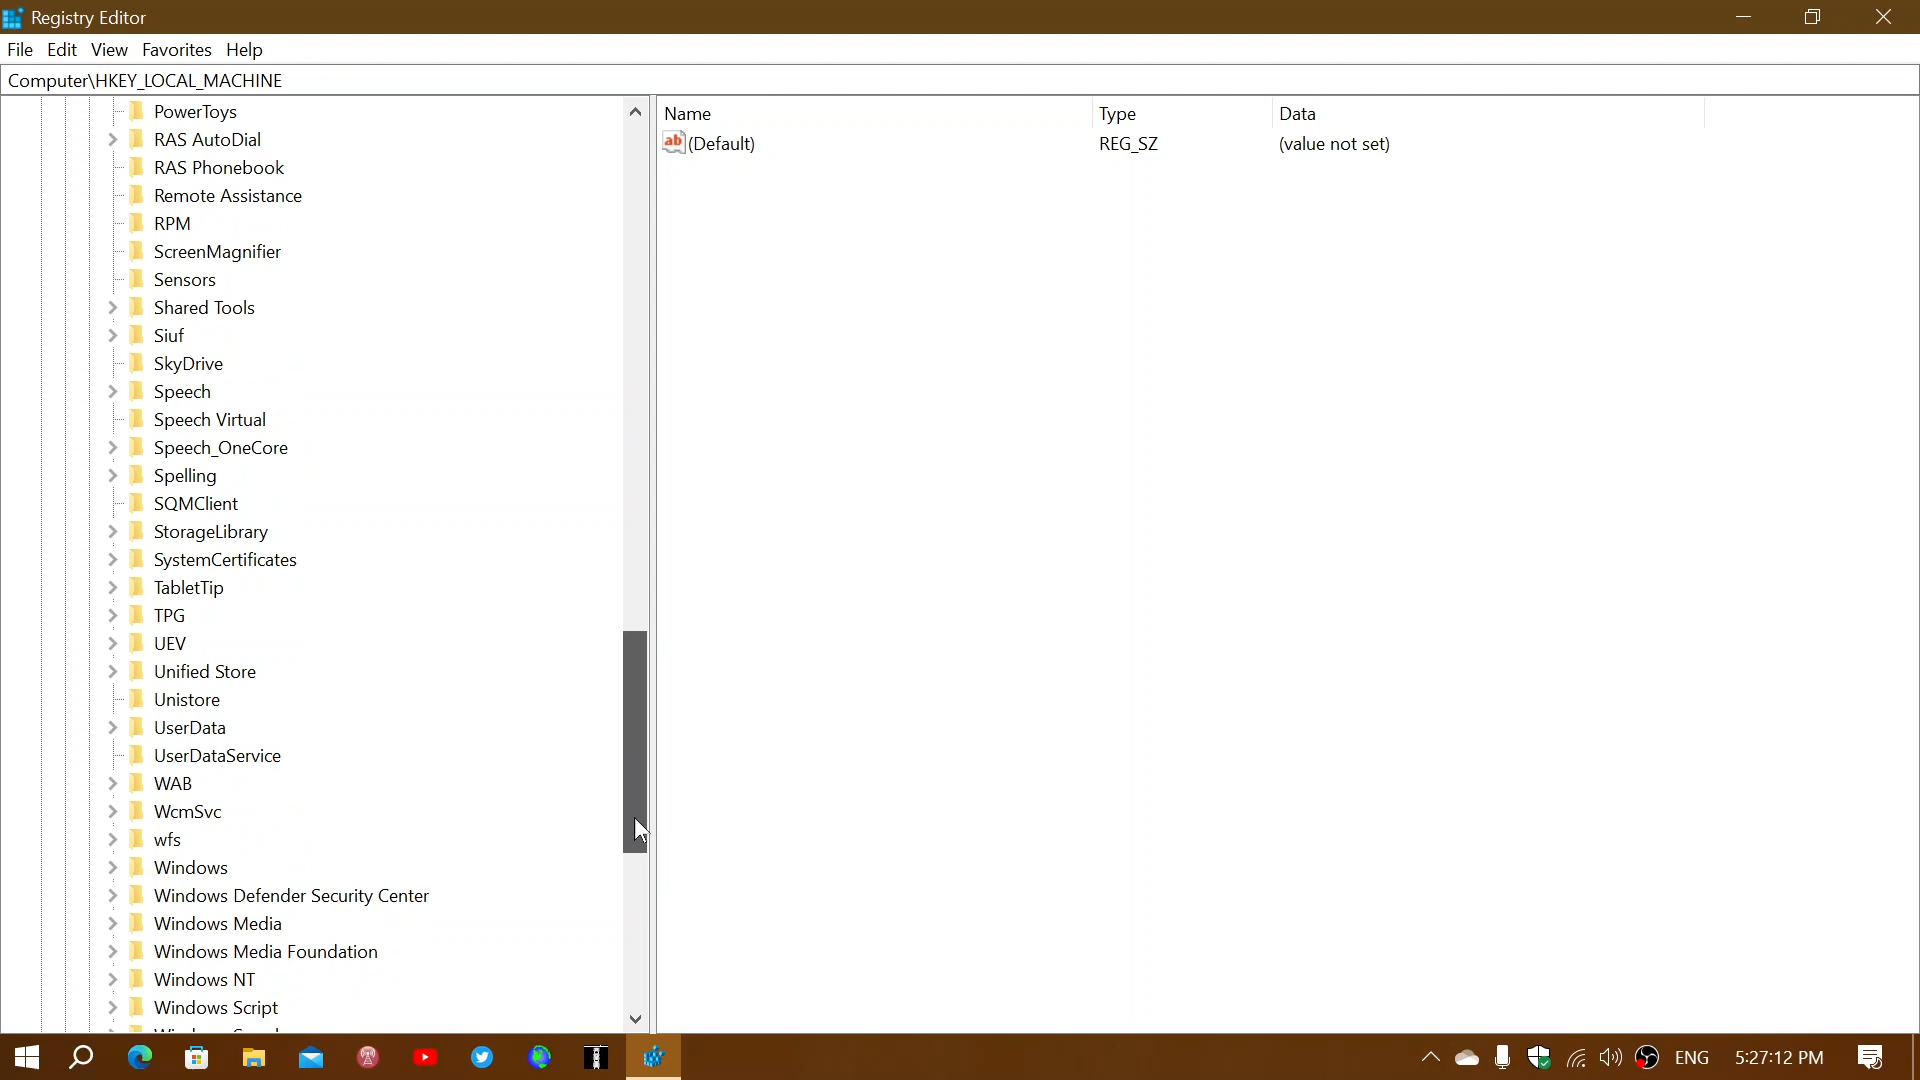 Registry Editor
File Edit View Favorites Help
Computer\HKEY_LOCAL_MACHINE
PowerToys
RAS AutoDial
RAS Phonebook
Remote Assistance
RPM
ScreenMagnifier
Sensors
Shared Tools
Siuf
SkyDrive
Speech
Speech Virtual
Speech_OneCore
Spelling
SQMClient
StorageLibrary
SystemCertificates
TabletTip
TPG
UEV
Unified Store
Unistore
UserData
UserDataService
WAB
WcmSvc
wfs
Windows
Windows Defender Security Center
Windows Media
Windows Media Foundation
Windows NT
Windows Script
Name Type Data
ab (Default) REG_SZ (value not set)
ENG 5:27:12 PM